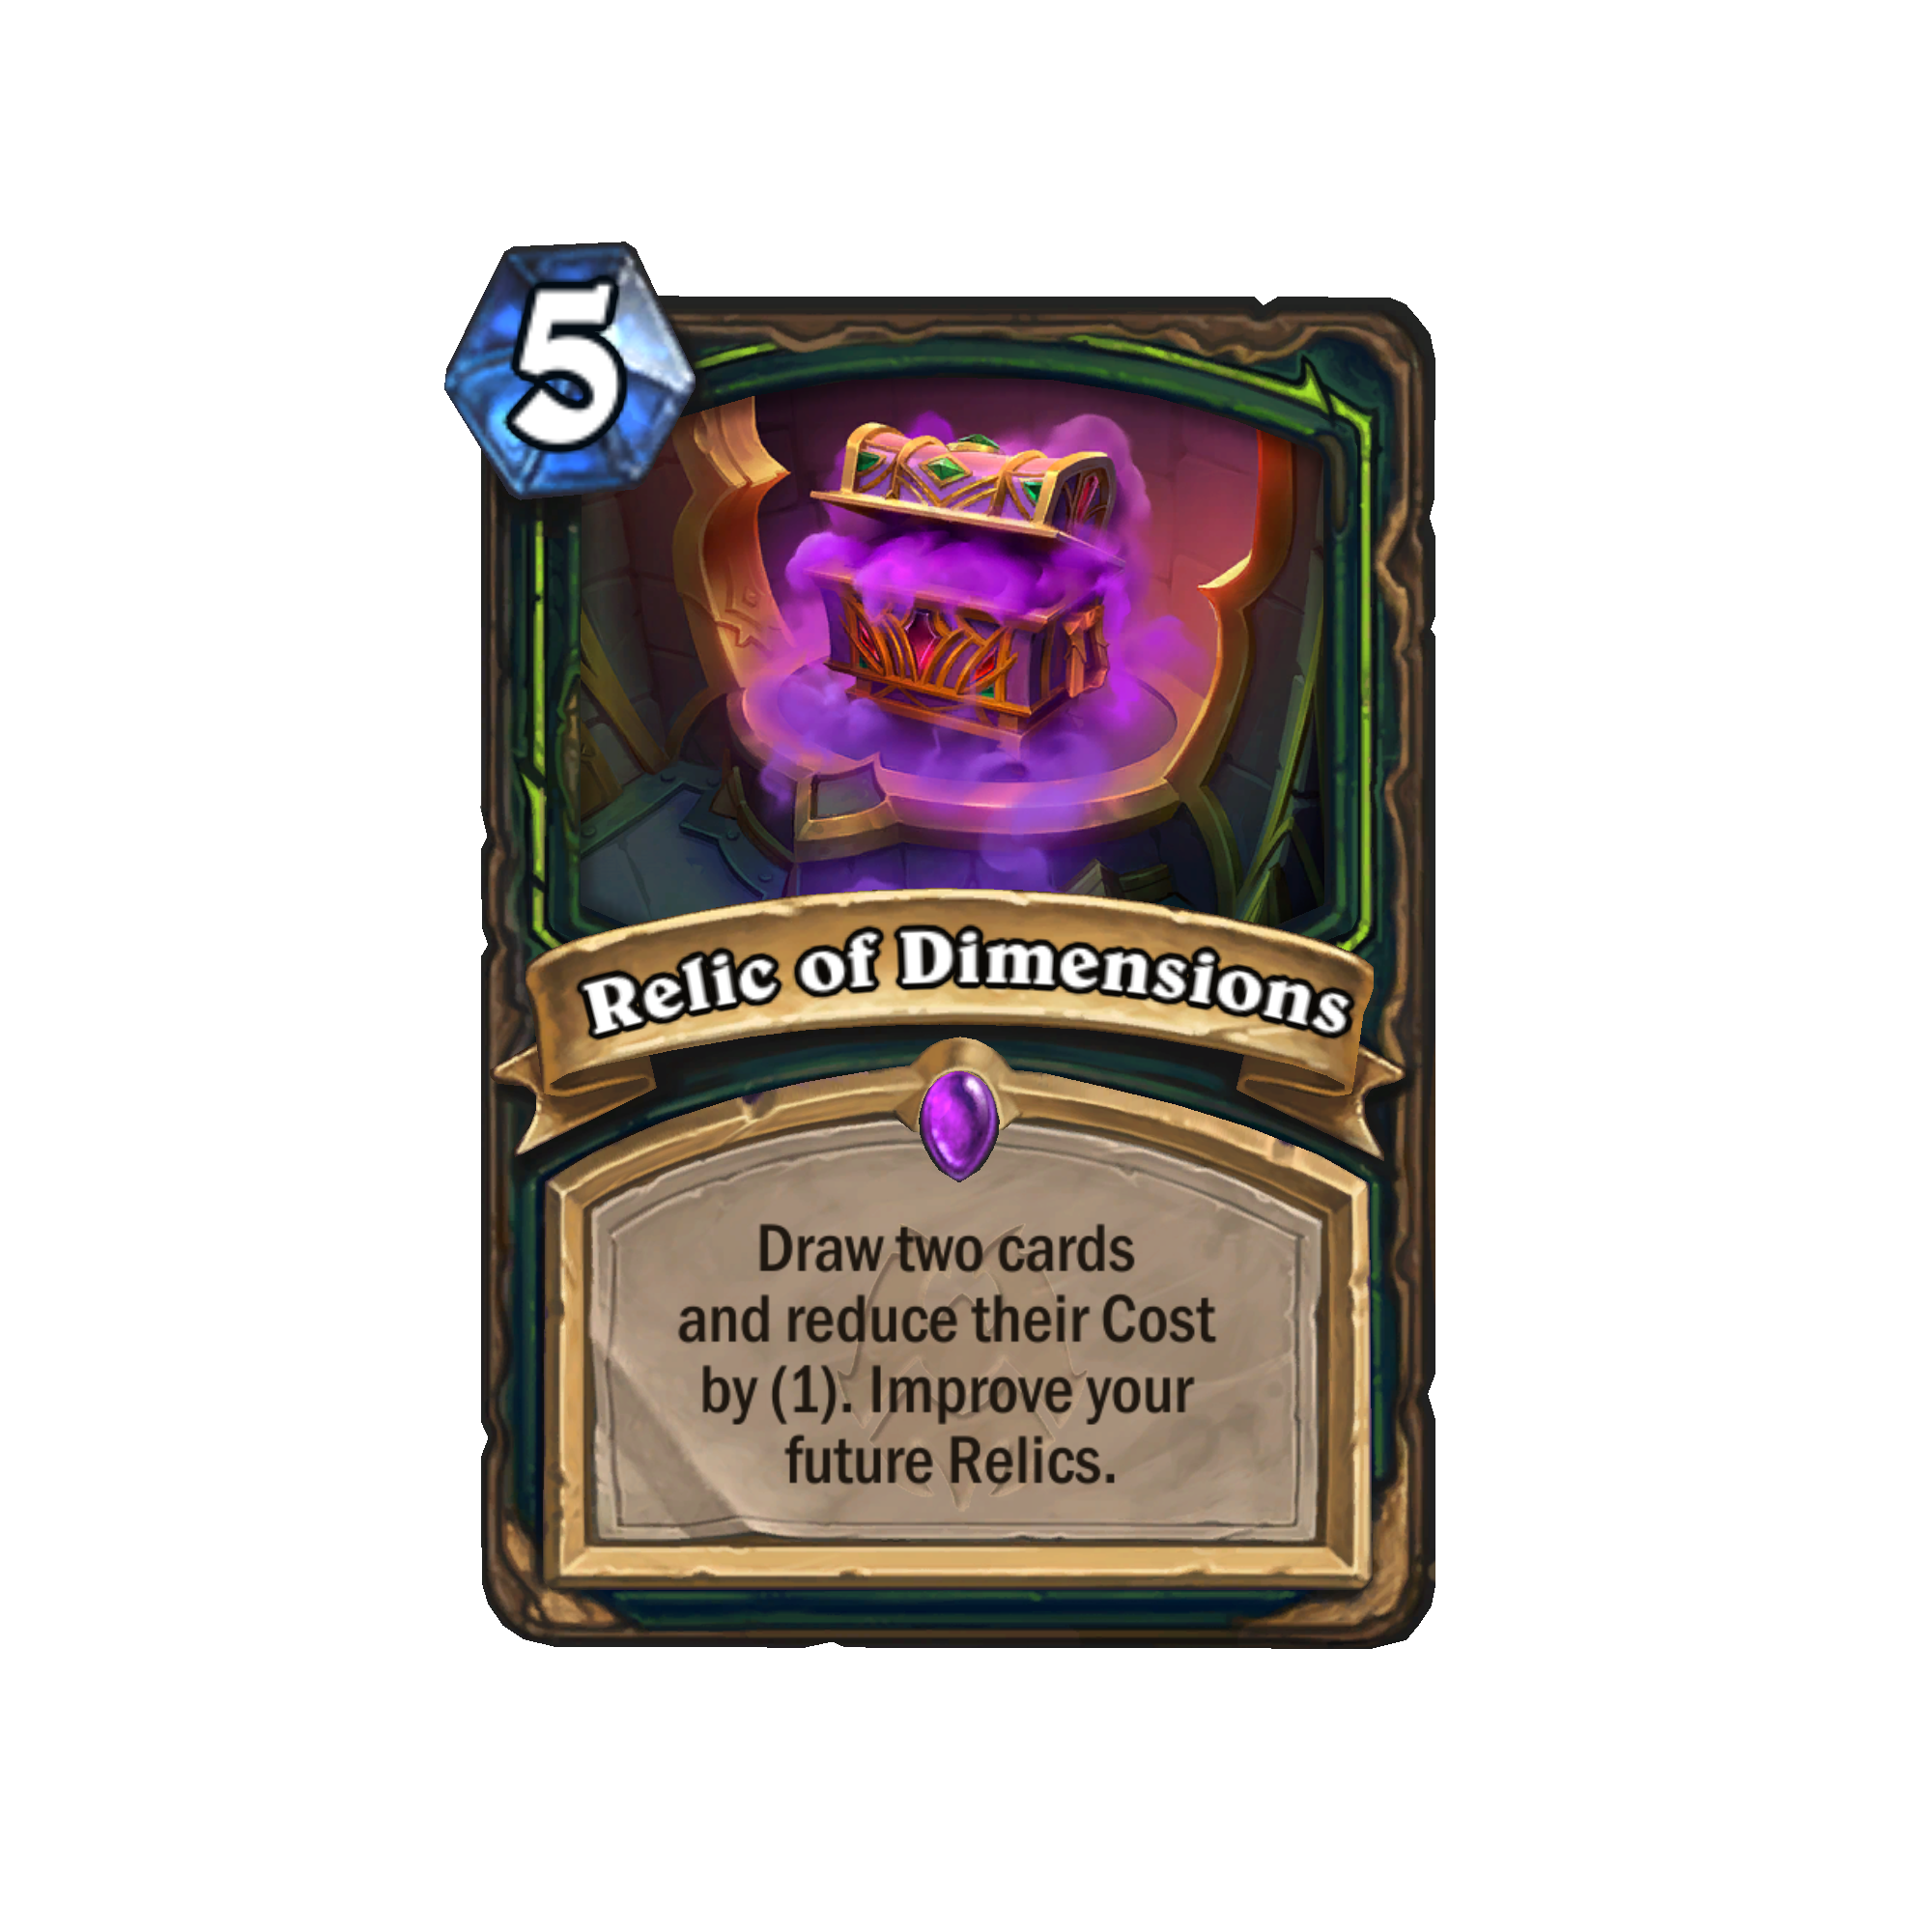 5
Relic of Dimensions
Draw two cards
and reduce their Cost
by (1). Improve your
future Relics.